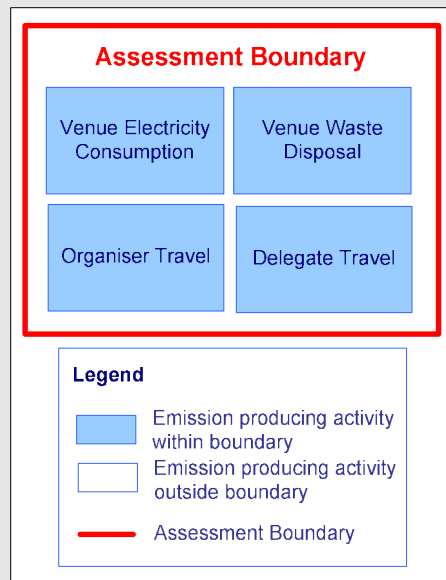 Assessment Boundary
Venue Electricity
Consumption
Venue Waste
Disposal
Organiser Travel
Delegate Travel
Legend
Emission producing activity
within boundary
Emission producing activity
outside boundary
Assessment Boundary